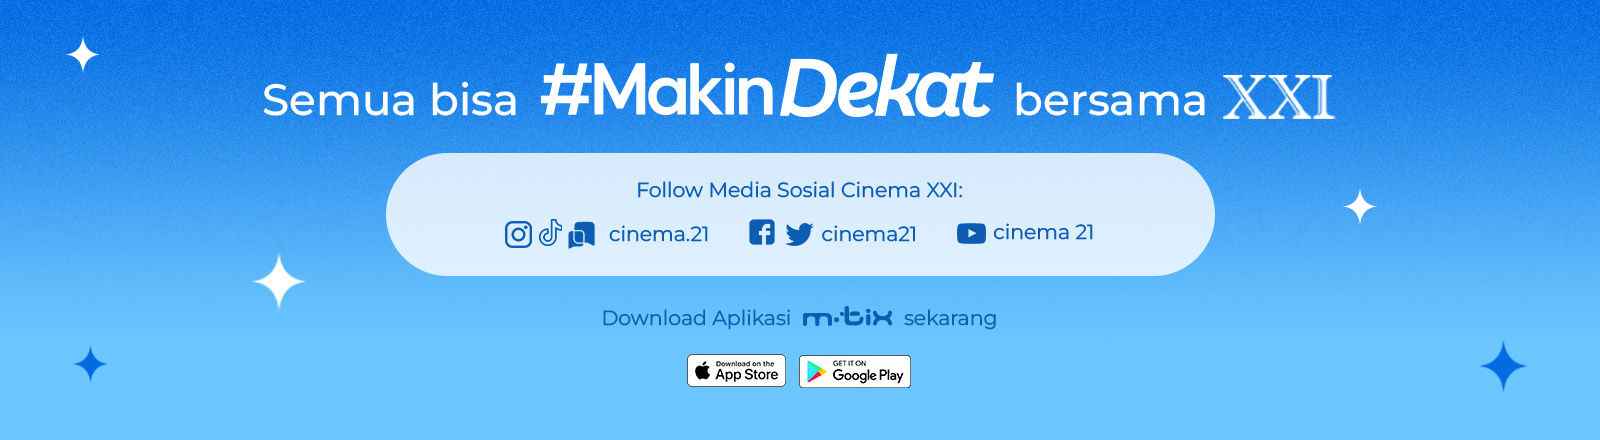 Semua bisa #MakinDekat bersama XXI
Follow Media Sosial Cinema XXI:
cinema.21 cinema21 cinema 21
Download Aplikasi m·tix sekarang
Download on the App Store GET IT ON Google Play